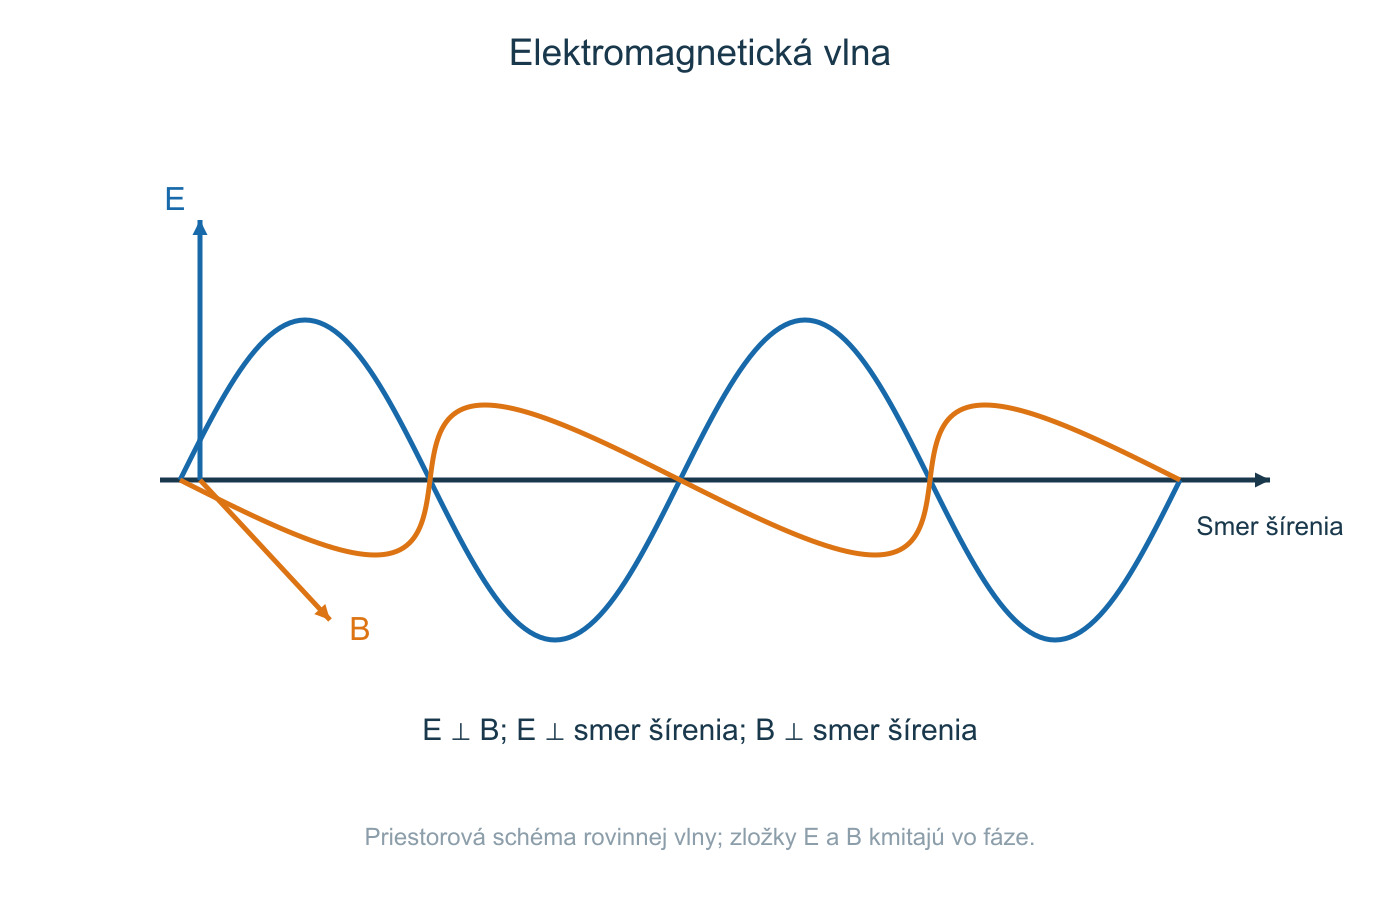 Elektromagnetická vlna
E
Smer šírenia
B
E ⊥ B; E ⊥ smer šírenia; B ⊥ smer šírenia
Priestorová schéma rovinnej vlny; zložky E a B kmitajú vo fáze.